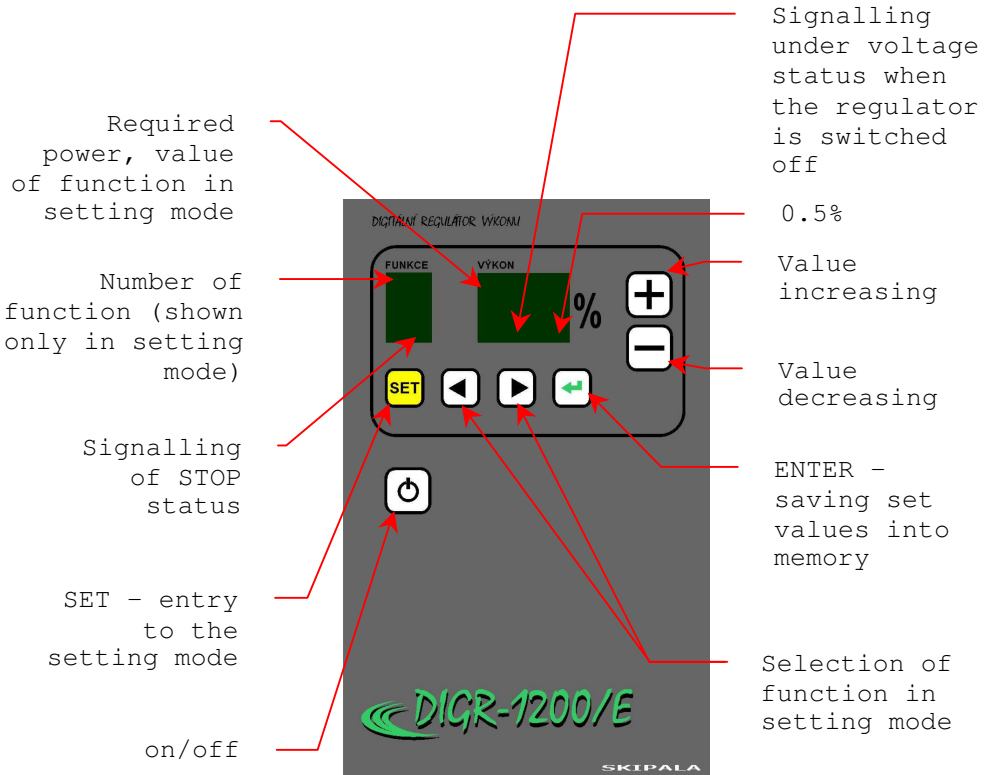 Signalling
under voltage
status when
the regulator
is switched
off
Required
power, value
of function in
setting mode
0.5%
Number of
function (shown
only in setting
mode)
Value
increasing
Value
decreasing
Signalling
of STOP
status
ENTER –
saving set
values into
memory
SET – entry
to the
setting mode
Selection of
function in
setting mode
on/off
DIGITÁLNÍ REGULÁTOR VÝKONU
FUNKCE VÝKON
%
SET
DIGR-1200/E
SKIPALA